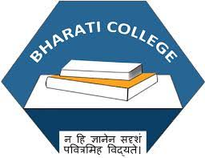 BHARATI COLLEGE
न हि ज्ञानेन सदृशं
पवित्रमिह विद्यते।